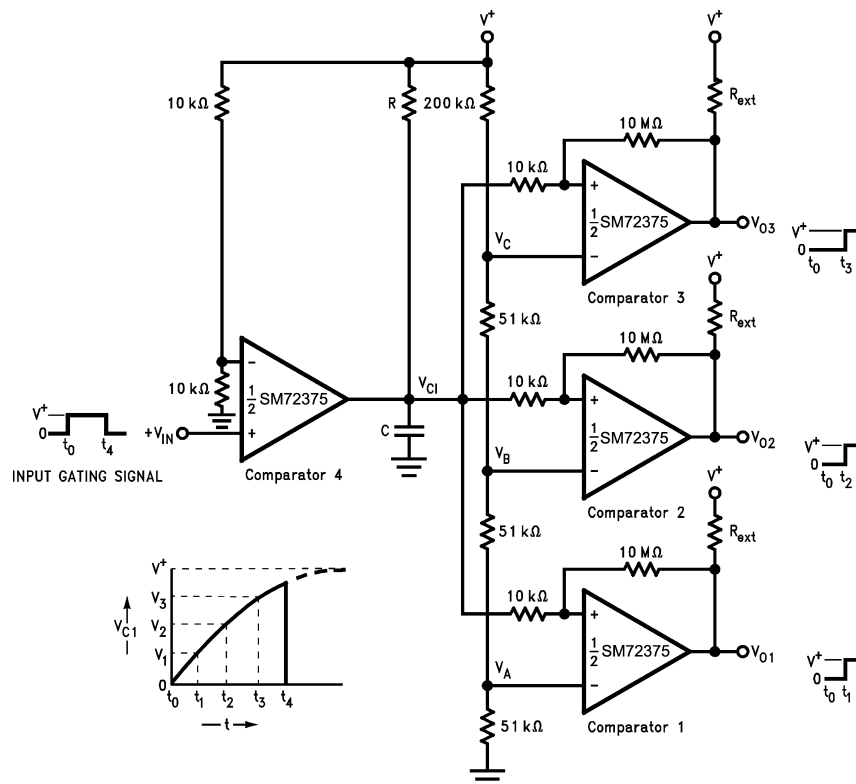 V+
V+
10 kΩ
R
200 kΩ
Rext
10 MΩ
10 kΩ
+
½ SM72375
VO3
V+
t0 t3
VC
−
Comparator 3
V+
51 kΩ
Rext
10 MΩ
10 kΩ
−
VC1
10 kΩ
+
½ SM72375
½ SM72375
VO2
V+
0
t0 t2
V+
0
t0 t4
+VIN
+
C
VB
−
INPUT GATING SIGNAL
Comparator 4
Comparator 2
V+
51 kΩ
Rext
10 MΩ
V+
V3
VC1
V2
V1
0
t0 t1 t2 t3 t4
t
10 kΩ
+
½ SM72375
VO1
V+
0
t0 t1
VA
−
51 kΩ
Comparator 1